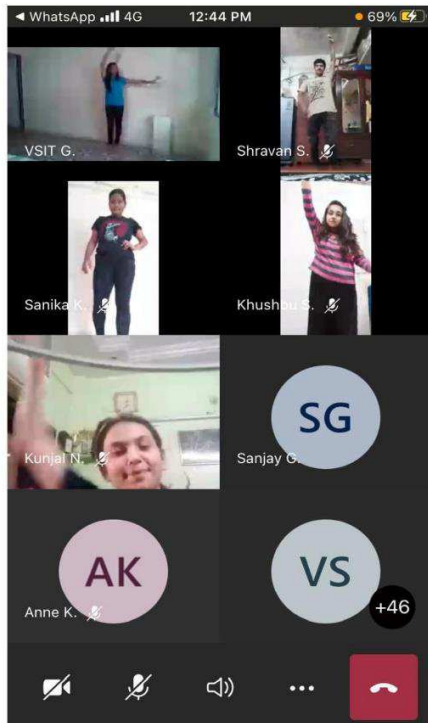 WhatsApp 4G 12:44 PM 69%
VSIT G.
Shravan S.
Sanika K.
Khushbu S.
Kunjal N.
SG
Sanjay G.
AK
Anne K.
VS
+46